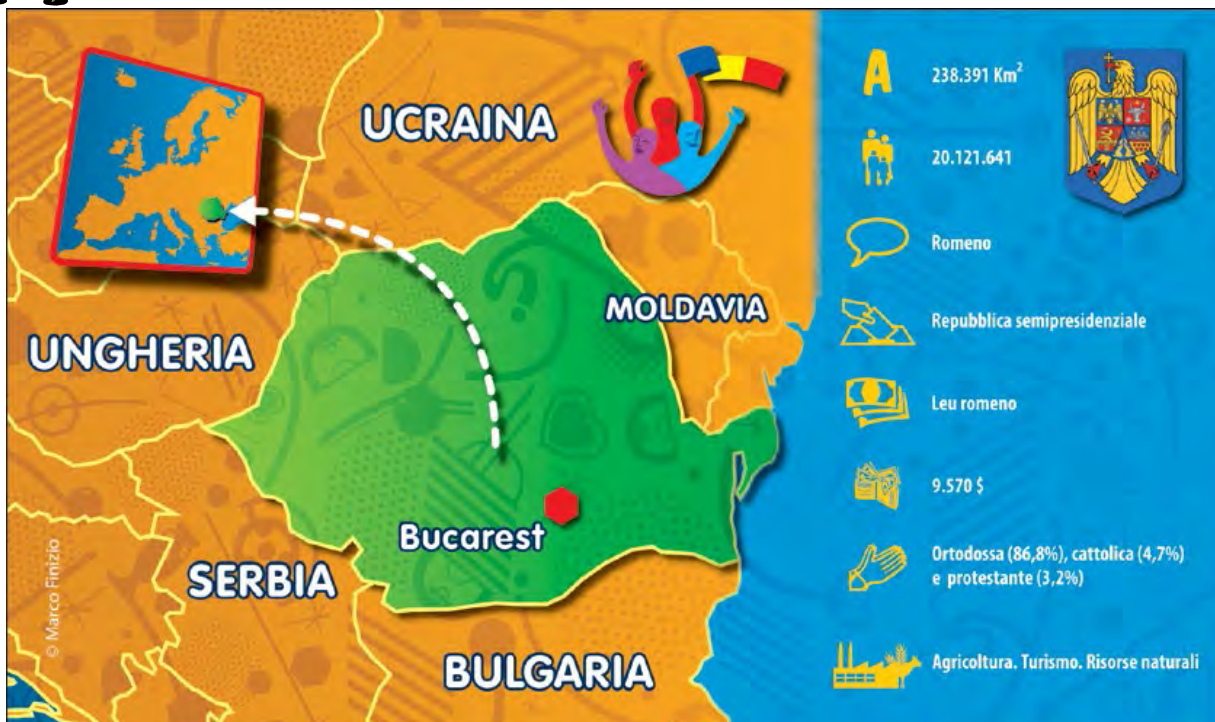 UCRAINA
MOLDAVIA
UNGHERIA
Bucarest
SERBIA
BULGARIA
© Marco Finizio
A
238.391 Km²
20.121.641
Romeno
Repubblica semipresidenziale
Leu romeno
9.570 $
Ortodossa (86,8%), cattolica (4,7%)
e protestante (3,2%)
Agricoltura. Turismo. Risorse naturali